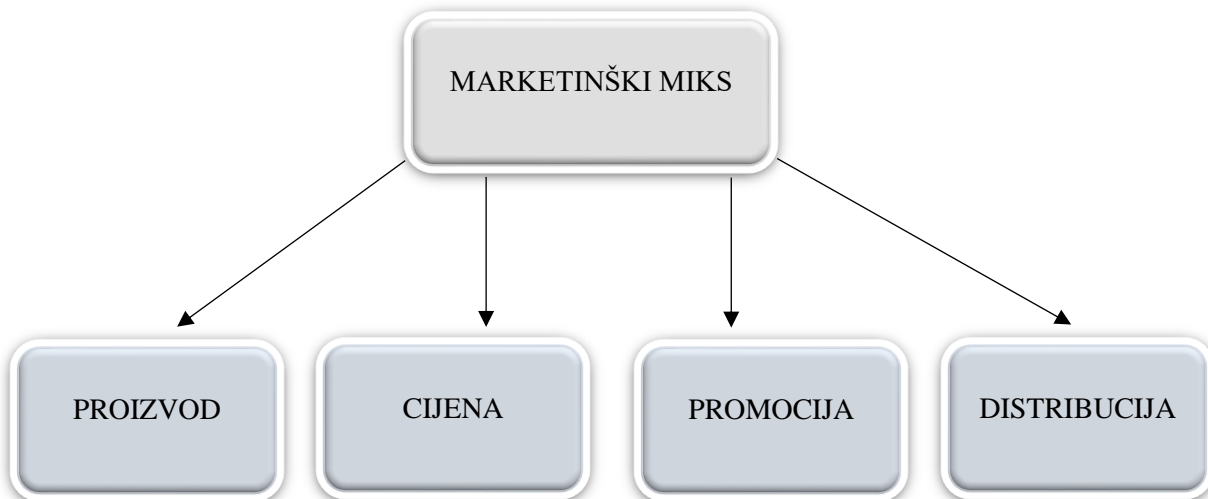 MARKETINŠKI MIKS
PROIZVOD
CIJENA
PROMOCIJA
DISTRIBUCIJA